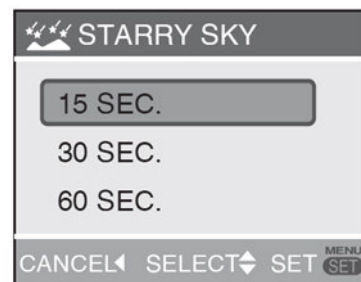 STARRY SKY
15 SEC.
30 SEC.
60 SEC.
CANCEL◀ SELECT◆ SET MENU SET